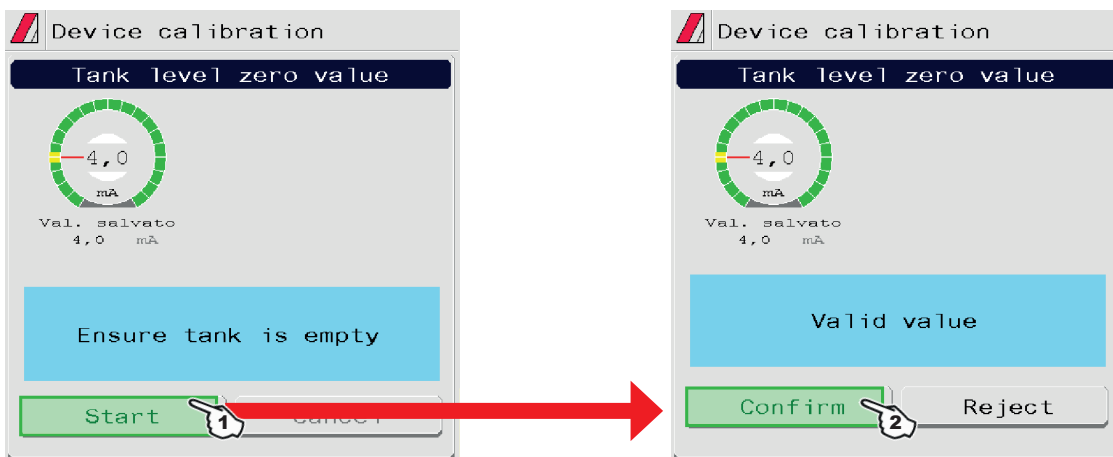 Device calibration
Tank level zero value
4,0
mA
Val. salvato
4,0 mA
Ensure tank is empty
Start
1
Device calibration
Tank level zero value
4,0
mA
Val. salvato
4,0 mA
Valid value
Confirm
2
Reject